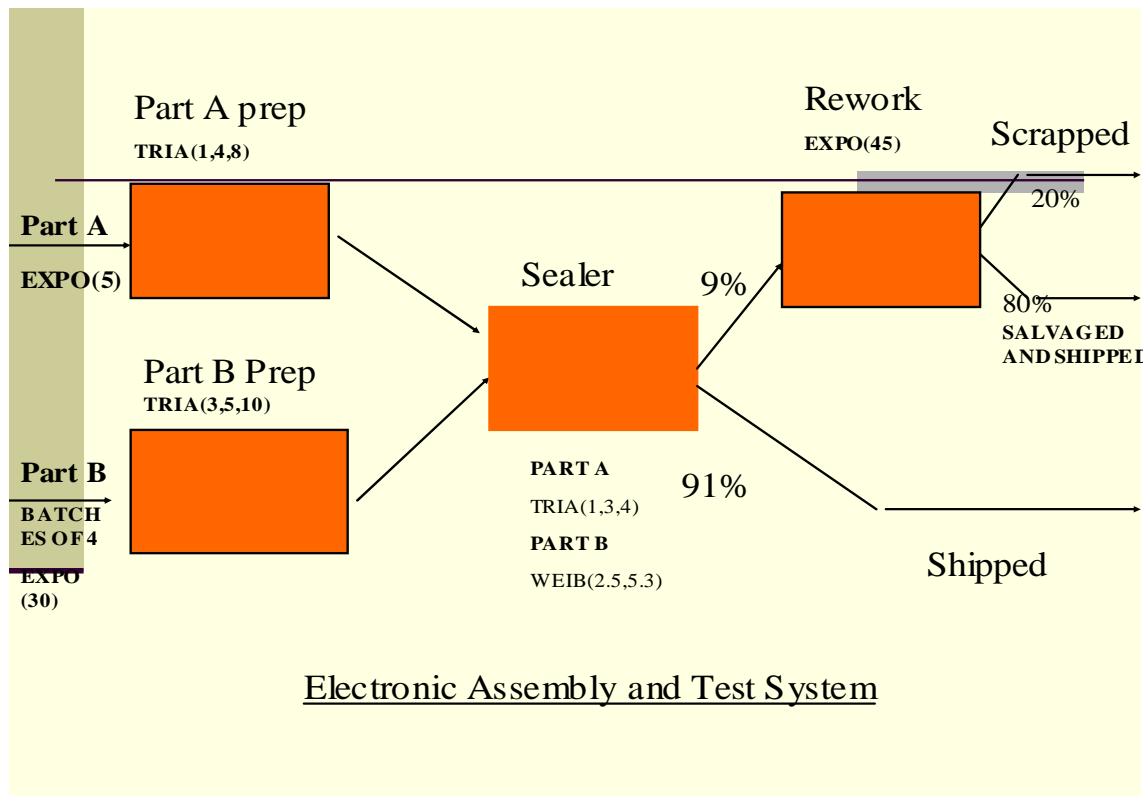 Part A prep
TRIA(1,4,8)
Rework
EXPO(45)
Scrapped
20%
Part A
EXPO(5)
Sealer
9%
80%
SALVAGED
AND SHIPPED
Part B Prep
TRIA(3,5,10)
Part B
BATCH
ES OF 4
EXPO
(30)
PART A
TRIA(1,3,4)
PART B
WEIB(2.5,5.3)
91%
Shipped
Electronic Assembly and Test System